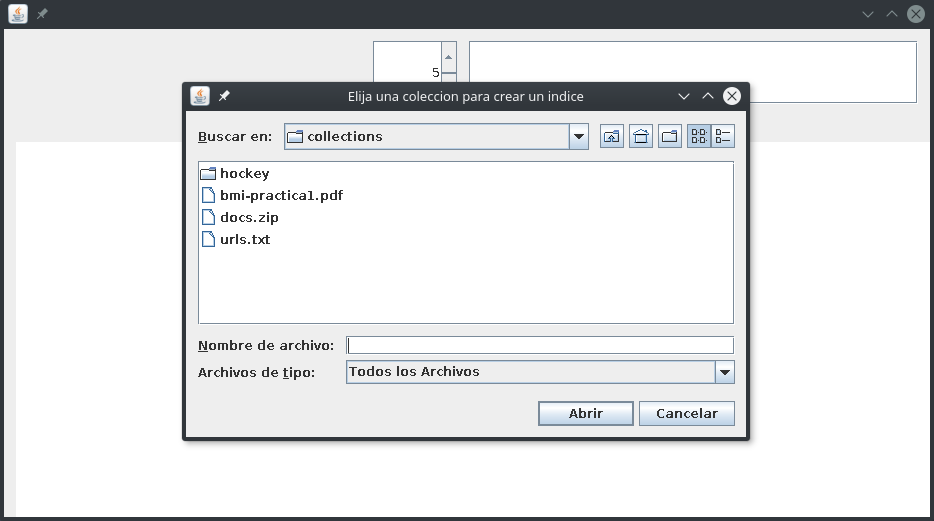 5
Elija una coleccion para crear un indice
Buscar en: collections
hockey
bmi-practica1.pdf
docs.zip
urls.txt
Nombre de archivo:
Archivos de tipo: Todos los Archivos
Abrir Cancelar